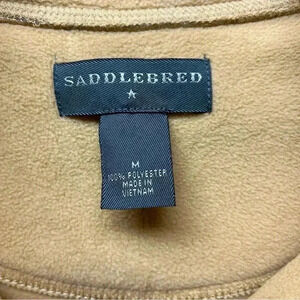 SADDLEBRED
M
100% POLYESTER
MADE IN
VIETNAM